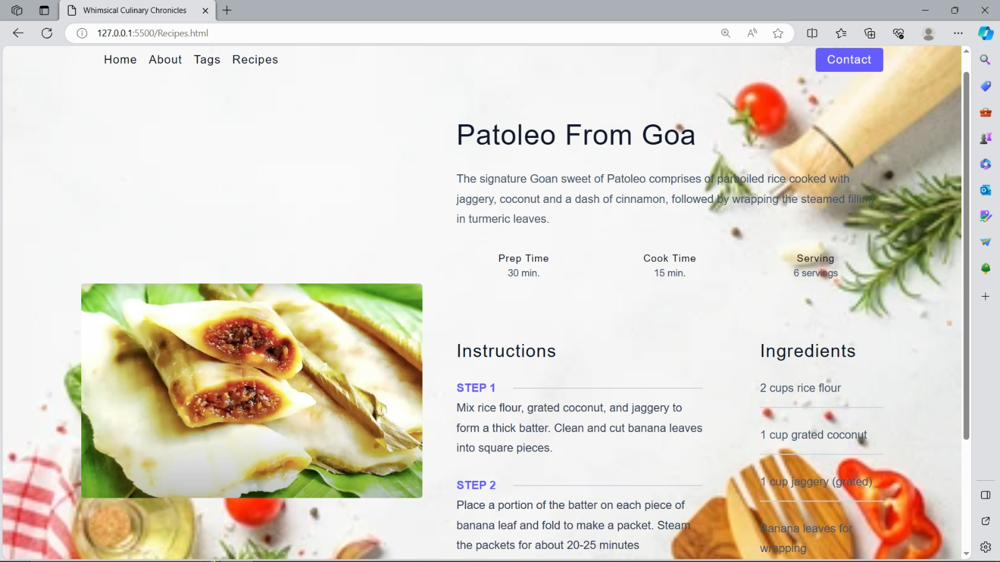 Whimsical Culinary Chronicles
127.0.0.1:5500/Recipes.html
Home About Tags Recipes Contact
Patoleo From Goa
The signature Goan sweet of Patoleo comprises of parboiled rice cooked with
jaggery, coconut and a dash of cinnamon, followed by wrapping the steamed filling
in turmeric leaves.
Prep Time Cook Time Serving
30 min. 15 min. 6 servings
Instructions
STEP 1
Mix rice flour, grated coconut, and jaggery to
form a thick batter. Clean and cut banana leaves
into square pieces.
STEP 2
Place a portion of the batter on each piece of
banana leaf and fold to make a packet. Steam
the packets for about 20-25 minutes
Ingredients
2 cups rice flour
1 cup grated coconut
1 cup jaggery (grated)
Banana leaves for
wrapping